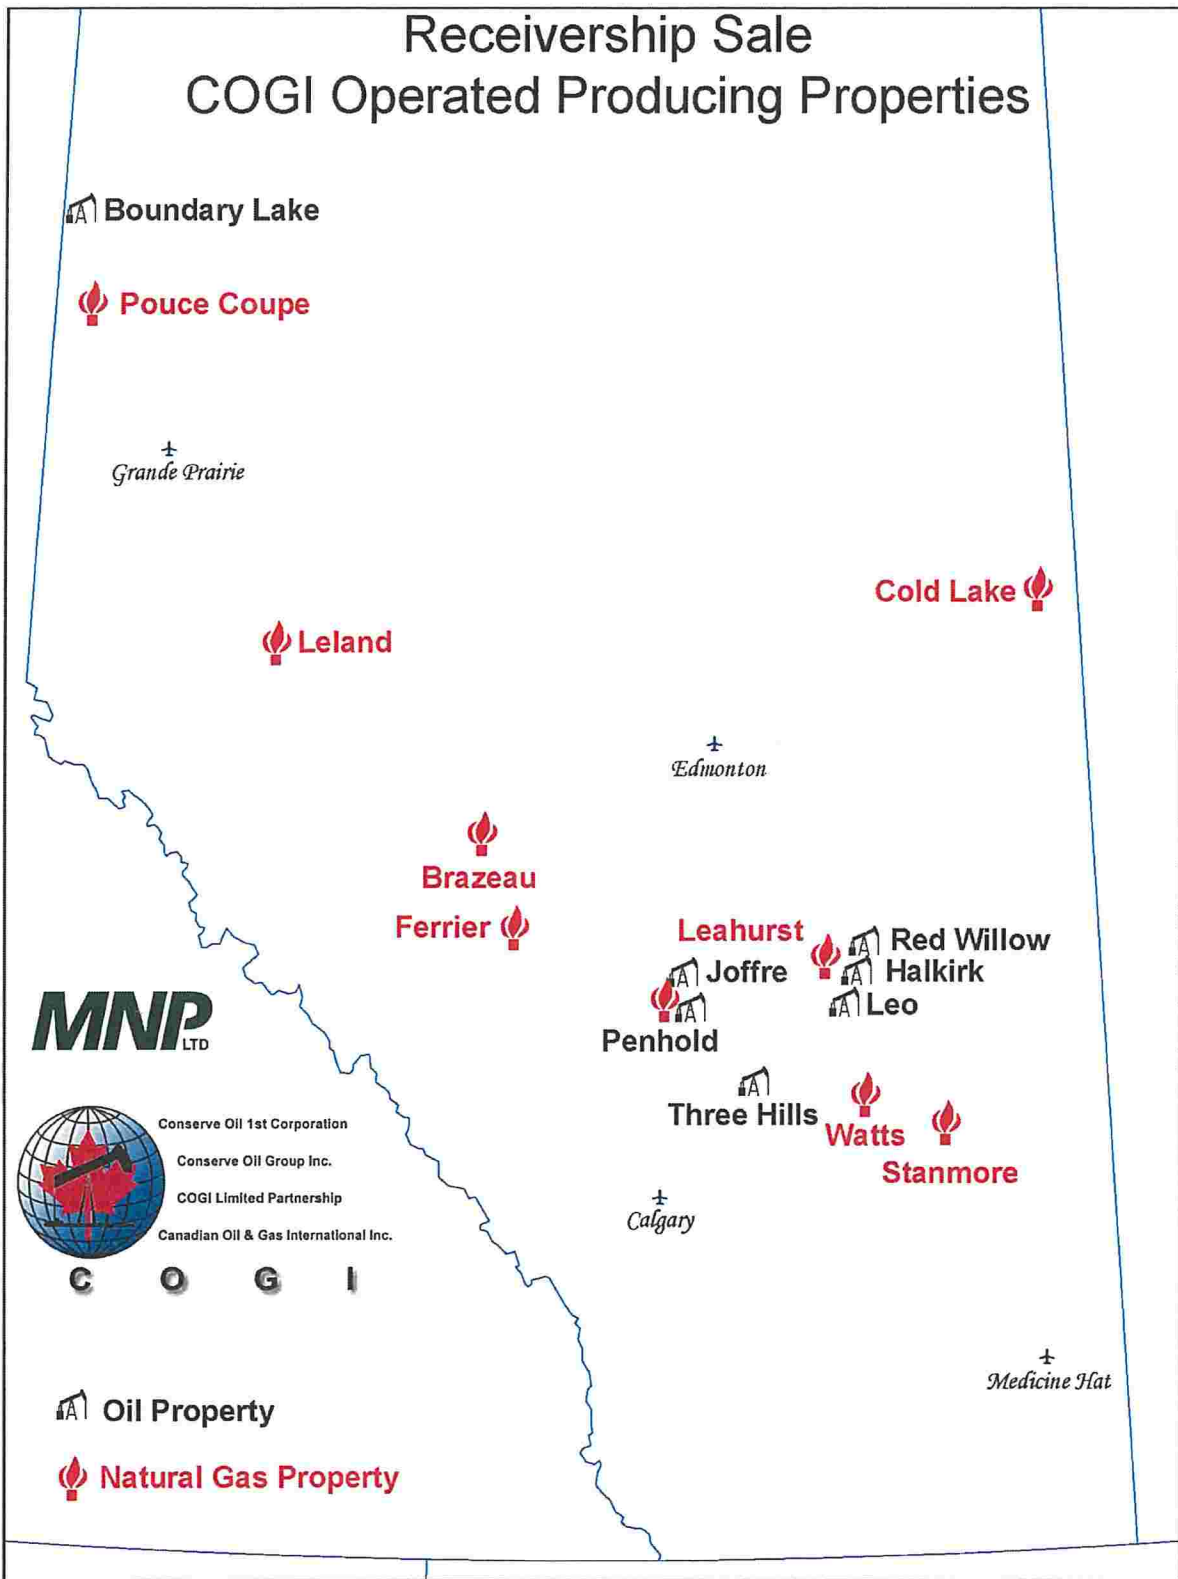 Receivership Sale
COGI Operated Producing Properties
Boundary Lake
Pouce Coupe
Grande Prairie
Cold Lake
Leland
Edmonton
Brazeau
Ferrier
Leahurst
Red Willow
Joffre
Halkirk
Leo
Penhold
MNP
LTD
Three Hills
Watts
Stanmore
Conserve Oil 1st Corporation
Conserve Oil Group Inc.
COGI Limited Partnership
Canadian Oil & Gas International Inc.
C O G I
Calgary
Medicine Hat
Oil Property
Natural Gas Property